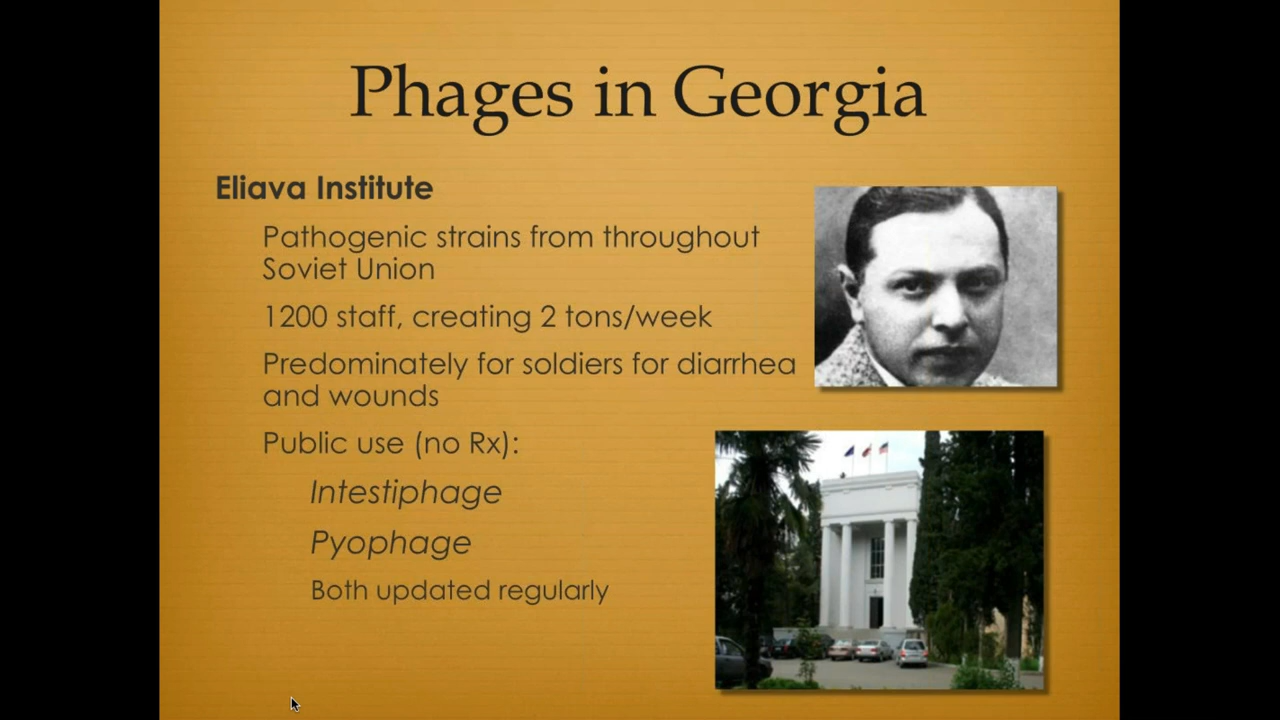 Phages in Georgia
Eliava Institute
Pathogenic strains from throughout
Soviet Union
1200 staff, creating 2 tons/week
Predominately for soldiers for diarrhea
and wounds
Public use (no Rx):
Intestiphage
Pyophage
Both updated regularly